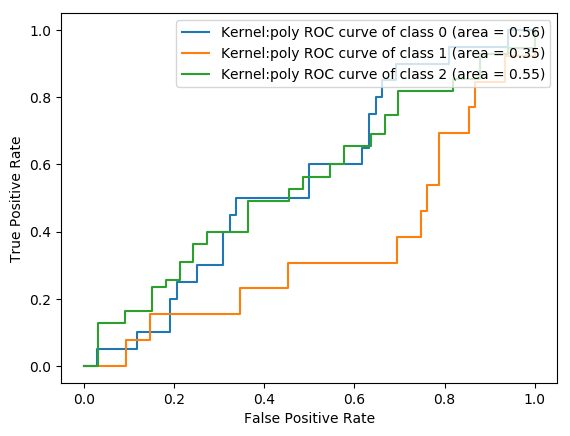 Kernel:poly ROC curve of class 0 (area = 0.56)
Kernel:poly ROC curve of class 1 (area = 0.35)
Kernel:poly ROC curve of class 2 (area = 0.55)
1.0
0.8
0.6
0.4
0.2
0.0
True Positive Rate
0.0 0.2 0.4 0.6 0.8 1.0
False Positive Rate